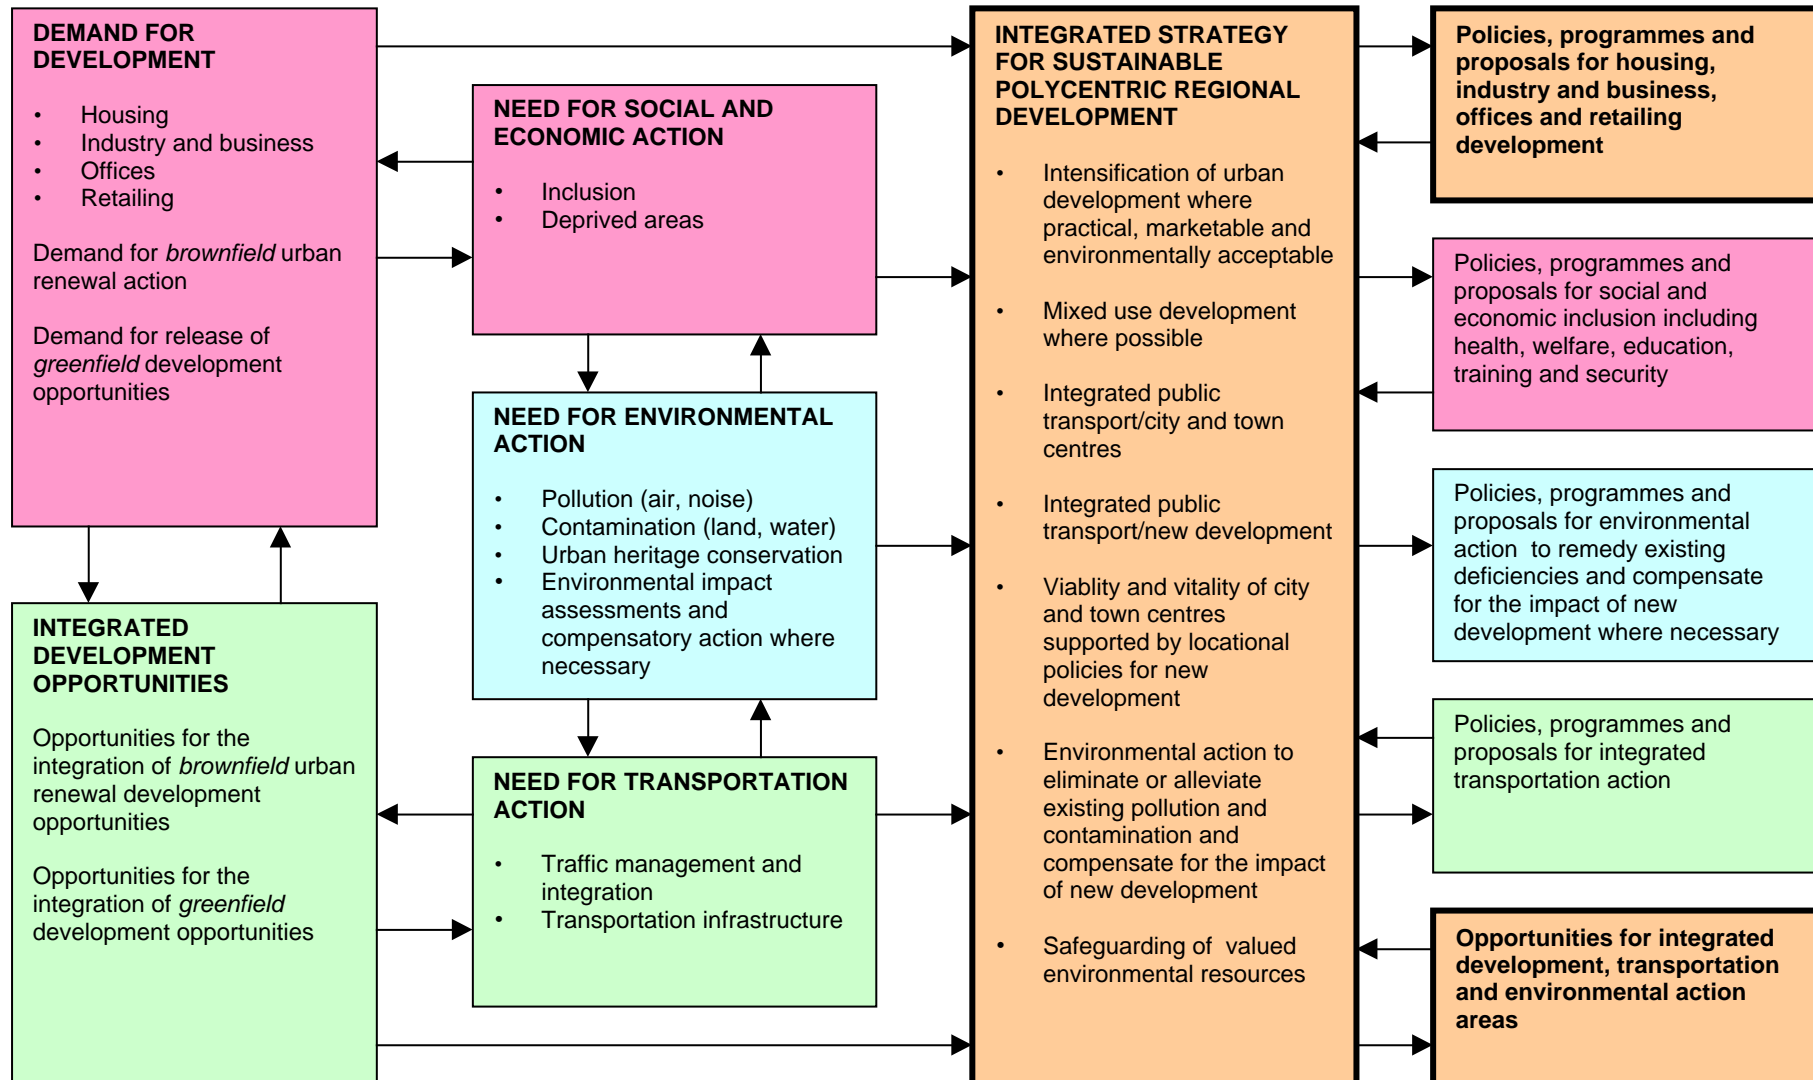 DEMAND FOR
DEVELOPMENT
• Housing
• Industry and business
• Offices
• Retailing
Demand for brownfield urban
renewal action
Demand for release of
greenfield development
opportunities
INTEGRATED
DEVELOPMENT
OPPORTUNITIES
Opportunities for the
integration of brownfield urban
renewal development
opportunities
Opportunities for the
integration of greenfield
development opportunities
NEED FOR SOCIAL AND
ECONOMIC ACTION
• Inclusion
• Deprived areas
NEED FOR ENVIRONMENTAL
ACTION
• Pollution (air, noise)
• Contamination (land, water)
• Urban heritage conservation
• Environmental impact
assessments and
compensatory action where
necessary
NEED FOR TRANSPORTATION
ACTION
• Traffic management and
integration
• Transportation infrastructure
INTEGRATED STRATEGY
FOR SUSTAINABLE
POLYCENTRIC REGIONAL
DEVELOPMENT
• Intensification of urban
development where
practical, marketable and
environmentally acceptable
• Mixed use development
where possible
• Integrated public
transport/city and town
centres
• Integrated public
transport/new development
• Viablity and vitality of city
and town centres
supported by locational
policies for new
development
• Environmental action to
eliminate or alleviate
existing pollution and
contamination and
compensate for the impact
of new development
• Safeguarding of valued
environmental resources
Policies, programmes and
proposals for housing,
industry and business,
offices and retailing
development
Policies, programmes and
proposals for social and
economic inclusion including
health, welfare, education,
training and security
Policies, programmes and
proposals for environmental
action to remedy existing
deficiencies and compensate
for the impact of new
development where necessary
Policies, programmes and
proposals for integrated
transportation action
Opportunities for integrated
development, transportation
and environmental action
areas